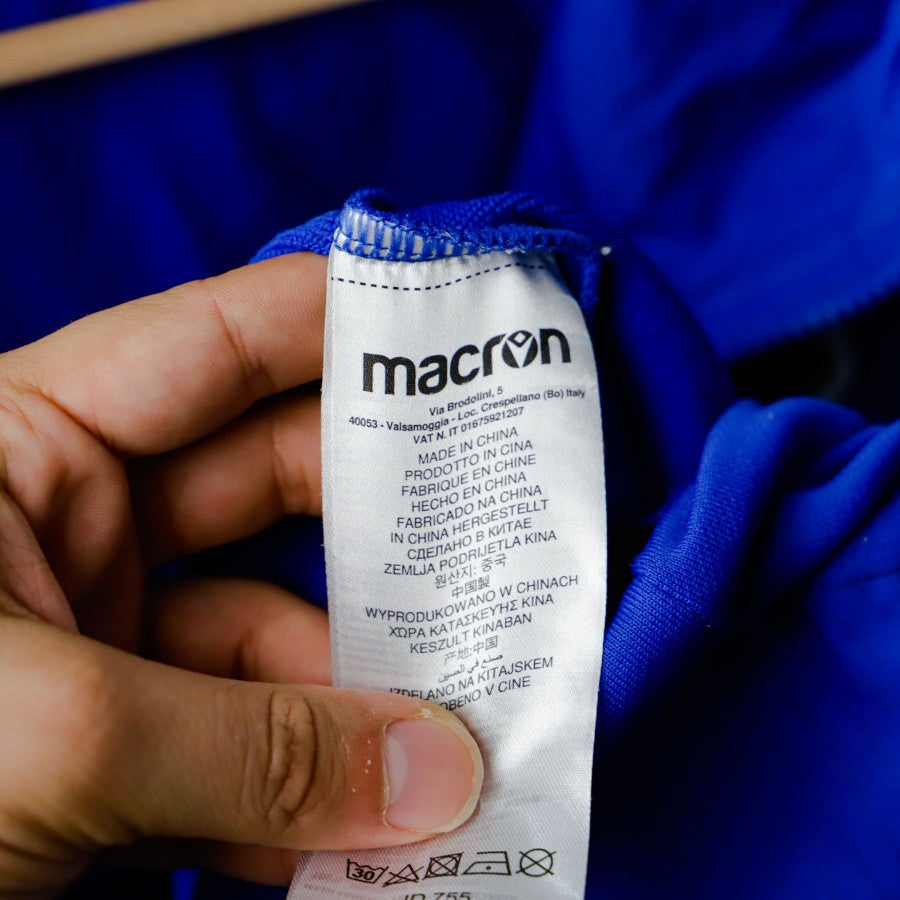 macron
Via Brodolini, 5
40053 - Valsamoggia - Loc. Crespellano (Bo) Italy
VAT N. IT 01675921207
MADE IN CHINA
PRODOTTO IN CINA
FABRIQUE EN CHINE
HECHO EN CHINA
FABRICADO NA CHINA
IN CHINA HERGESTELLT
СДЕЛАНО В КИТАЕ
ZEMLJA PODRIJETLA KINA
원산지: 중국
中国製
WYPRODUKOWANO W CHINACH
ΧΩΡΑ ΚΑΤΑΣΚΕΥΗΣ ΚΙΝΑ
KESZULT KINABAN
产地:中国
صنع في الصين
IZDELANO NA KITAJSKEM
OBENO V CINE
30
ID 755